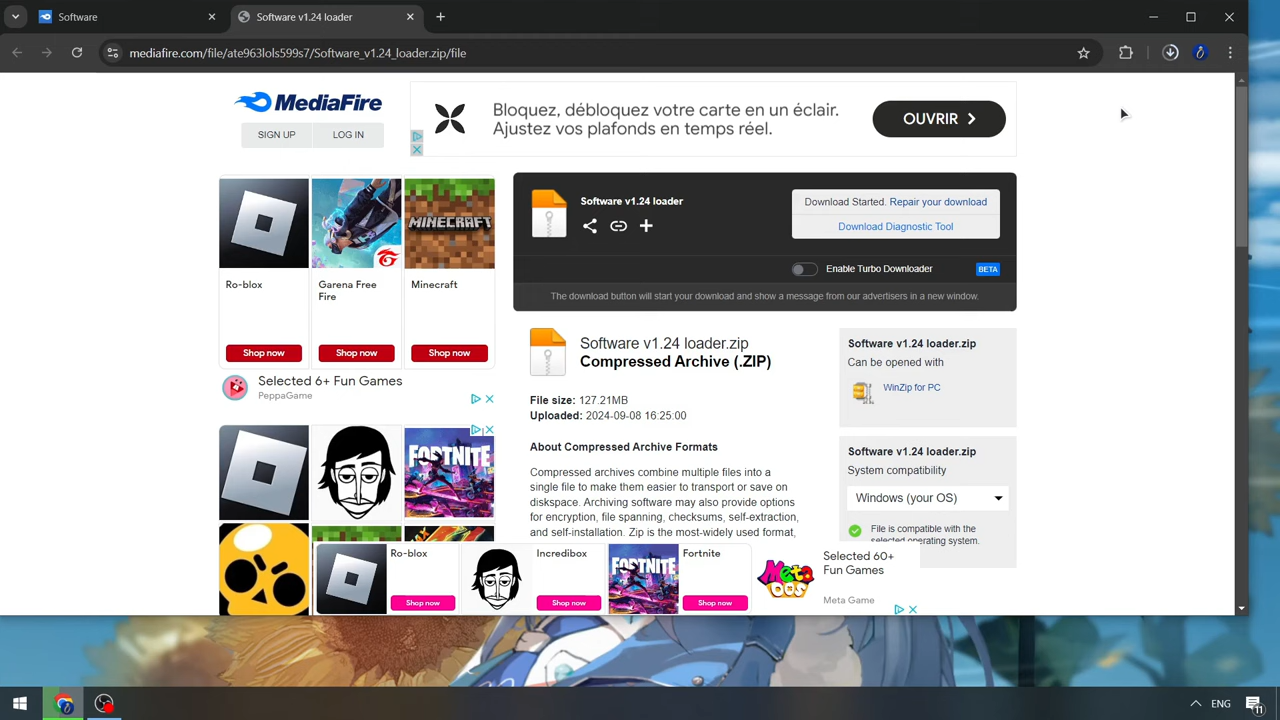 Software
Software v1.24 loader
mediafire.com/file/ate963lols599s7/Software_v1.24_loader.zip/file
MediaFire
SIGN UP
LOG IN
Bloquez, débloquez votre carte en un éclair.
Ajustez vos plafonds en temps réel.
OUVRIR
MINECRAFT
Ro-blox
Garena Free
Fire
Minecraft
Shop now
Shop now
Shop now
Selected 6+ Fun Games
PeppaGame
FORTNITE
Software v1.24 loader
Download Started. Repair your download
Download Diagnostic Tool
Enable Turbo Downloader
BETA
The download button will start your download and show a message from our advertisers in a new window.
Software v1.24 loader.zip
Compressed Archive (.ZIP)
File size: 127.21MB
Uploaded: 2024-09-08 16:25:00
About Compressed Archive Formats
Compressed archives combine multiple files into a
single file to make them easier to transport or save on
diskspace. Archiving software may also provide options
for encryption, file spanning, checksums, self-extraction,
and self-installation. Zip is the most-widely used format,
Software v1.24 loader.zip
Can be opened with
WinZip for PC
Software v1.24 loader.zip
System compatibility
Windows (your OS)
File is compatible with the
selected operating system.
Ro-blox
Shop now
Incredibox
Shop now
FORTNITE
Fortnite
Shop now
Meta
Selected 60+
Fun Games
Meta Game
ENG
11